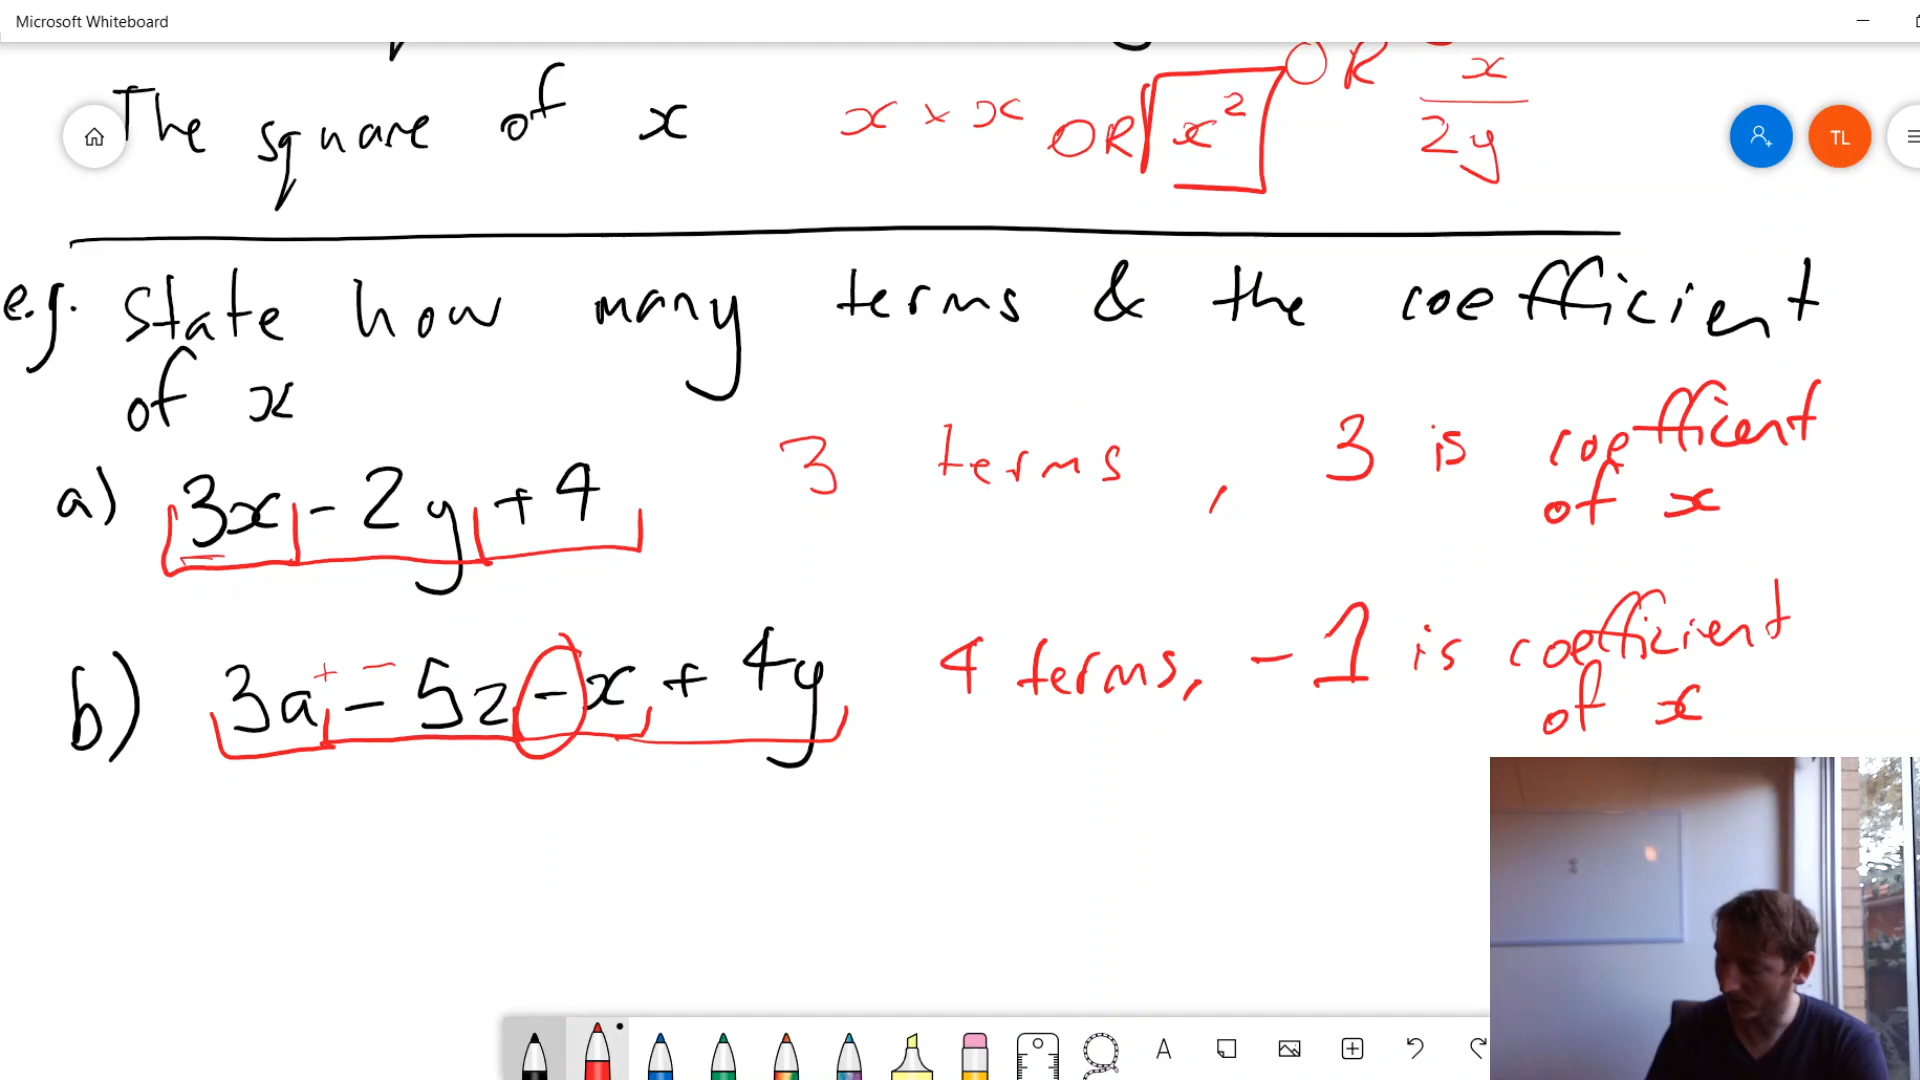 Microsoft Whiteboard
The square of x x × x OR x² OR x
2y
TL
e.g. State how many terms & the coefficient
of x
a) 3x - 2y + 4 3 terms , 3 is coefficent
of x
b) 3a - 5z - x + 4y 4 terms, -1 is coefficient
+ -
of x
A